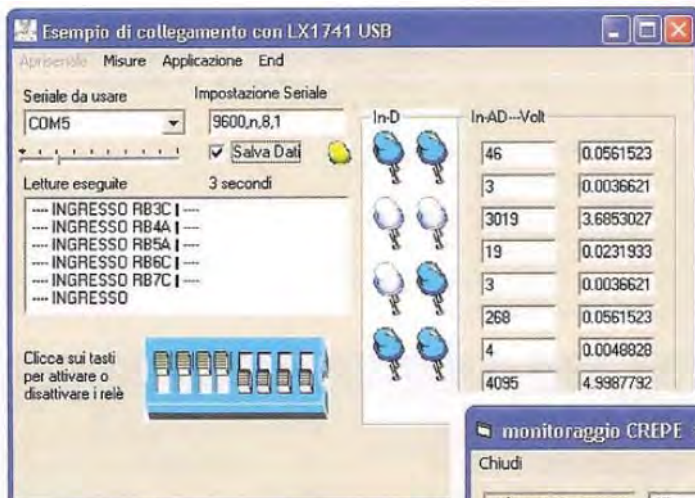 Esempio di collegamento con LX1741 USB
Apriseriale Misure Applicazione End
Seriale da usare
COM5
Impostazione Seriale
9600,n,8,1
Salva Dati
Letture eseguite
3 secondi
---- INGRESSO RB3C | ----
---- INGRESSO RB4A | ----
---- INGRESSO RB5A | ----
---- INGRESSO RB6C | ----
---- INGRESSO RB7C | ----
---- INGRESSO
Clicca sui tasti
per attivare o
disattivare i relè
In-D
In-AD---Volt
46 0.0561523
3 0.0036621
3019 3.6853027
19 0.0231933
3 0.0036621
268 0.0561523
4 0.0048828
4095 4.9987792
monitoraggio CREPE
Chiudi